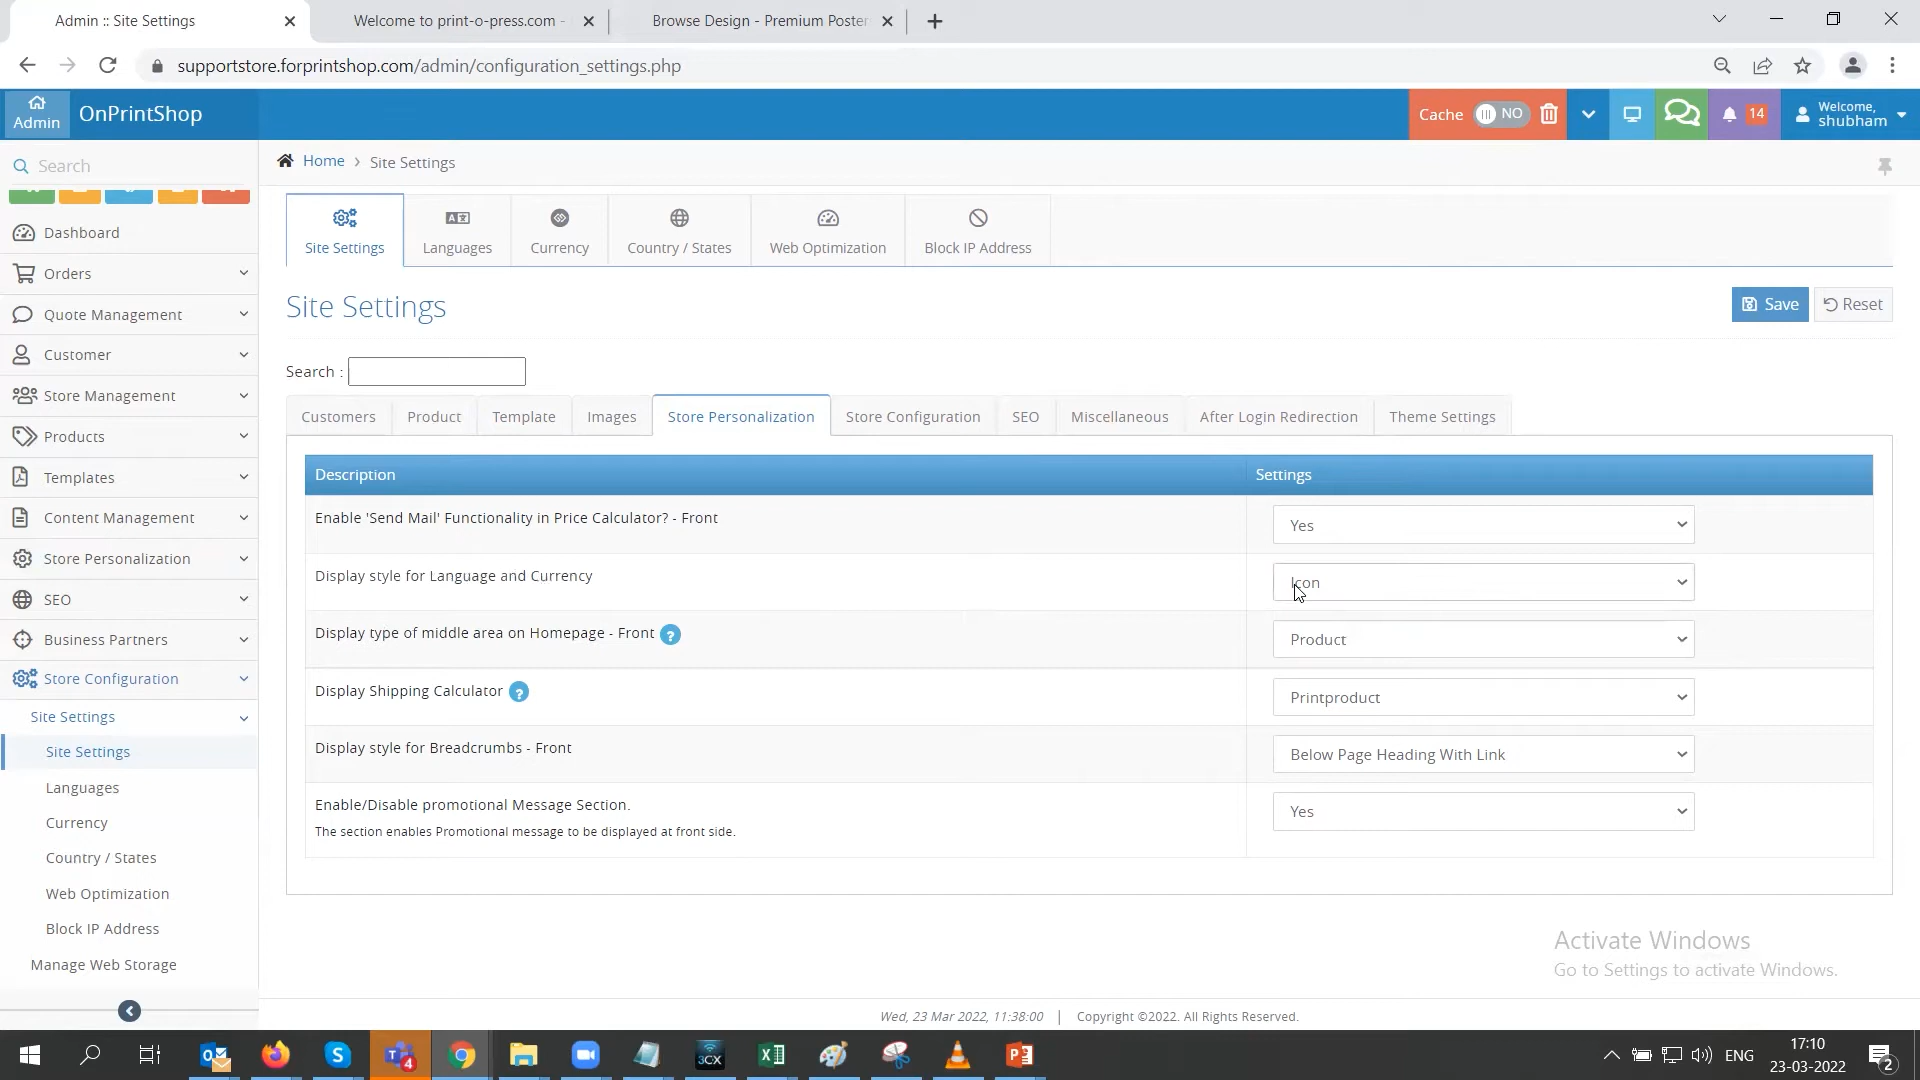 Admin :: Site Settings
Welcome to print-o-press.com -
Browse Design - Premium Poster
supportstore.forprintshop.com/admin/configuration_settings.php
Admin
OnPrintShop
Cache NO
14
Welcome,
shubham
Search
Home > Site Settings
Dashboard
Orders
Quote Management
Customer
Store Management
Products
Templates
Content Management
Store Personalization
SEO
Business Partners
Store Configuration
Site Settings
Site Settings
Languages
Currency
Country / States
Web Optimization
Block IP Address
Manage Web Storage
Site Settings
Languages
Currency
Country / States
Web Optimization
Block IP Address
Site Settings
Save
Reset
Search :
Customers
Product
Template
Images
Store Personalization
Store Configuration
SEO
Miscellaneous
After Login Redirection
Theme Settings
Description
Settings
Enable 'Send Mail' Functionality in Price Calculator? - Front
Yes
Display style for Language and Currency
Icon
Display type of middle area on Homepage - Front ?
Product
Display Shipping Calculator ?
Printproduct
Display style for Breadcrumbs - Front
Below Page Heading With Link
Enable/Disable promotional Message Section.
The section enables Promotional message to be displayed at front side.
Yes
Activate Windows
Go to Settings to activate Windows.
Wed, 23 Mar 2022, 11:38:00 | Copyright ©2022. All Rights Reserved.
4
3CX
ENG
17:10
23-03-2022
2